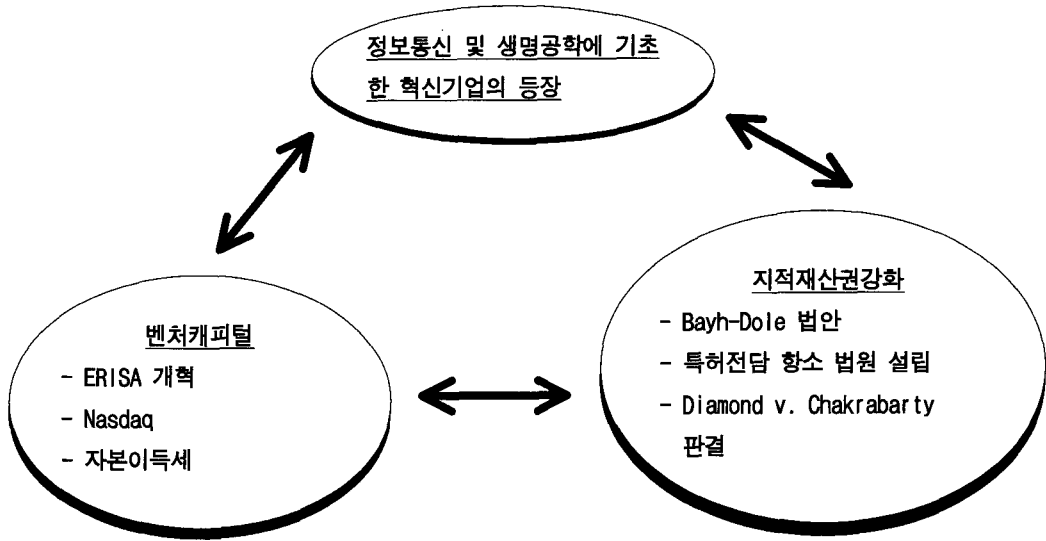 정보통신 및 생명공학에 기초
한 혁신기업의 등장
벤처캐피털
- ERISA 개혁
- Nasdaq
- 자본이득세
지적재산권강화
- Bayh-Dole 법안
- 특허전담 항소 법원 설립
- Diamond v. Chakrabarty
판결